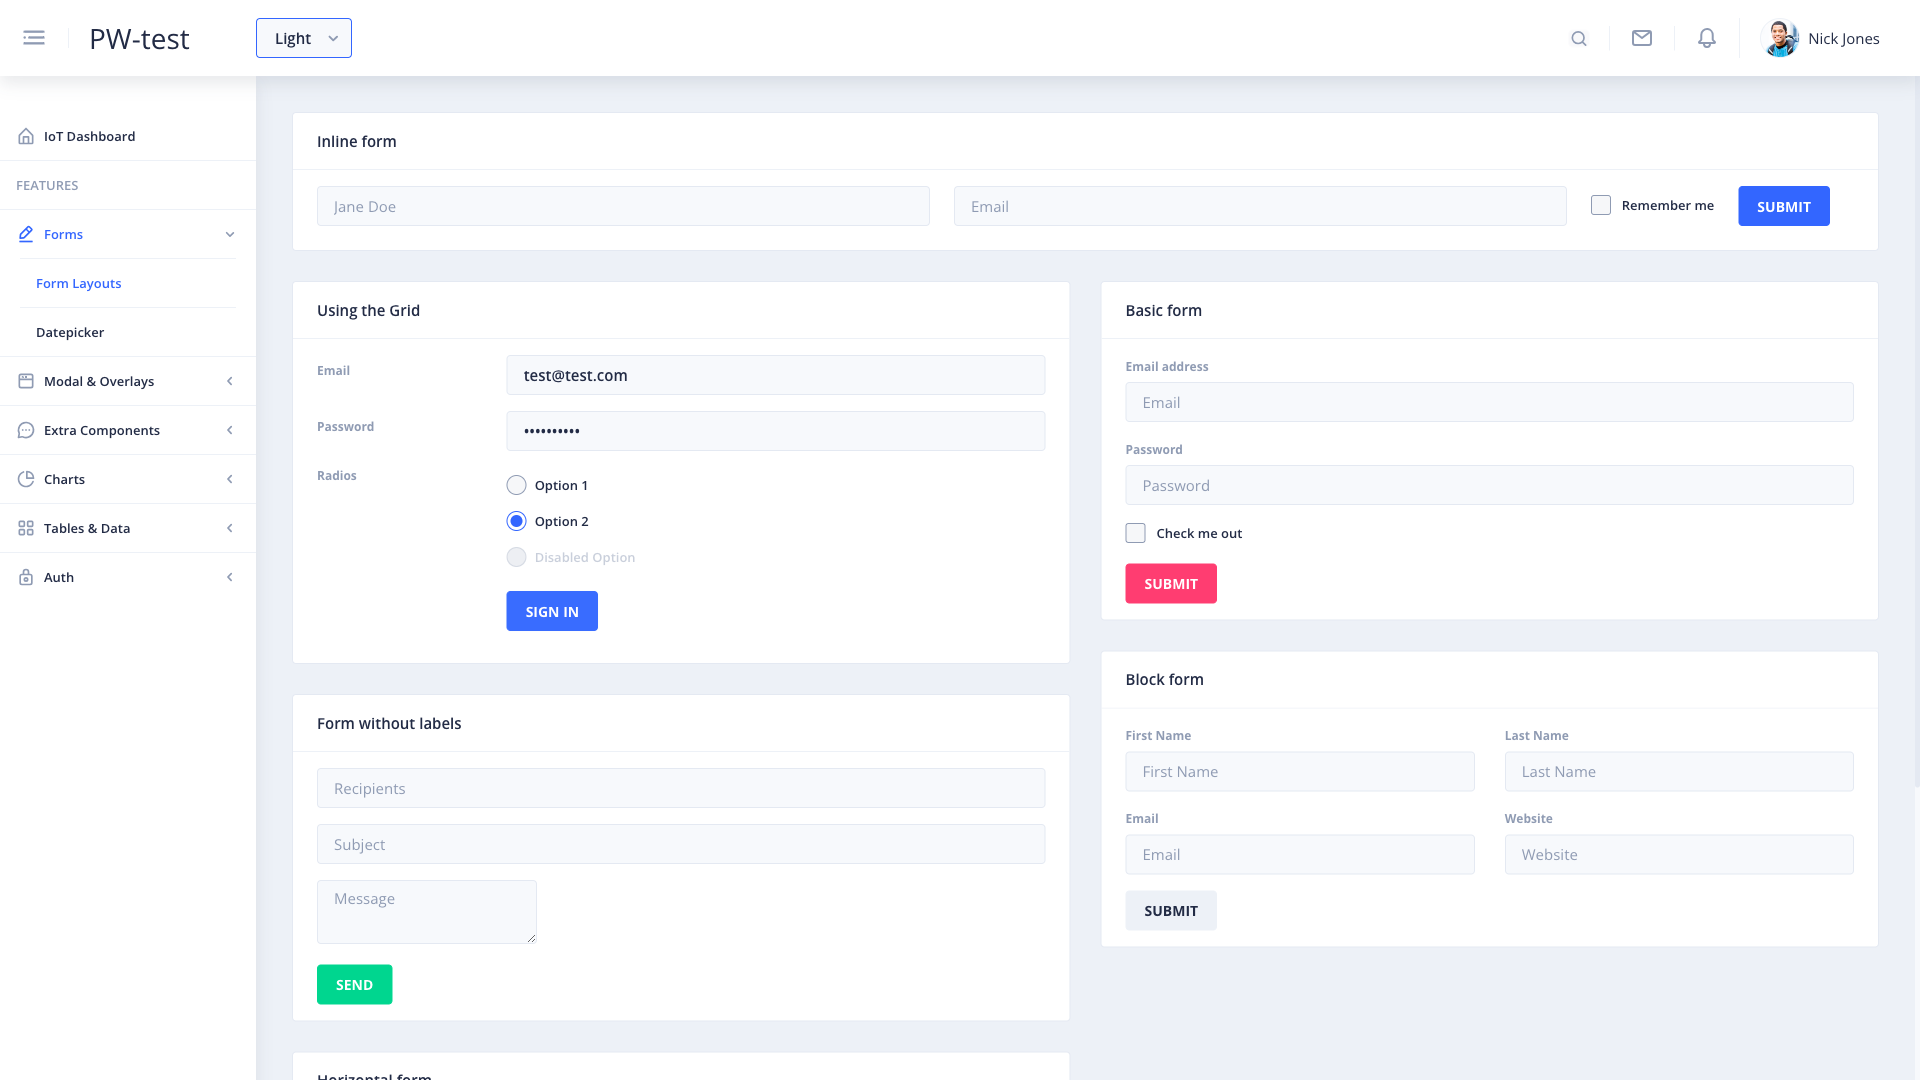 PW-test
Light
Nick Jones
IoT Dashboard
FEATURES
Forms
Form Layouts
Datepicker
Modal & Overlays
Extra Components
Charts
Tables & Data
Auth
Inline form
Jane Doe
Email
Remember me
SUBMIT
Using the Grid
Email
test@test.com
Password
••••••••••
Radios
Option 1
Option 2
Disabled Option
SIGN IN
Form without labels
Recipients
Subject
Message
SEND
Horizontal form
Basic form
Email address
Email
Password
Password
Check me out
SUBMIT
Block form
First Name
Last Name
First Name
Last Name
Email
Website
Email
Website
SUBMIT